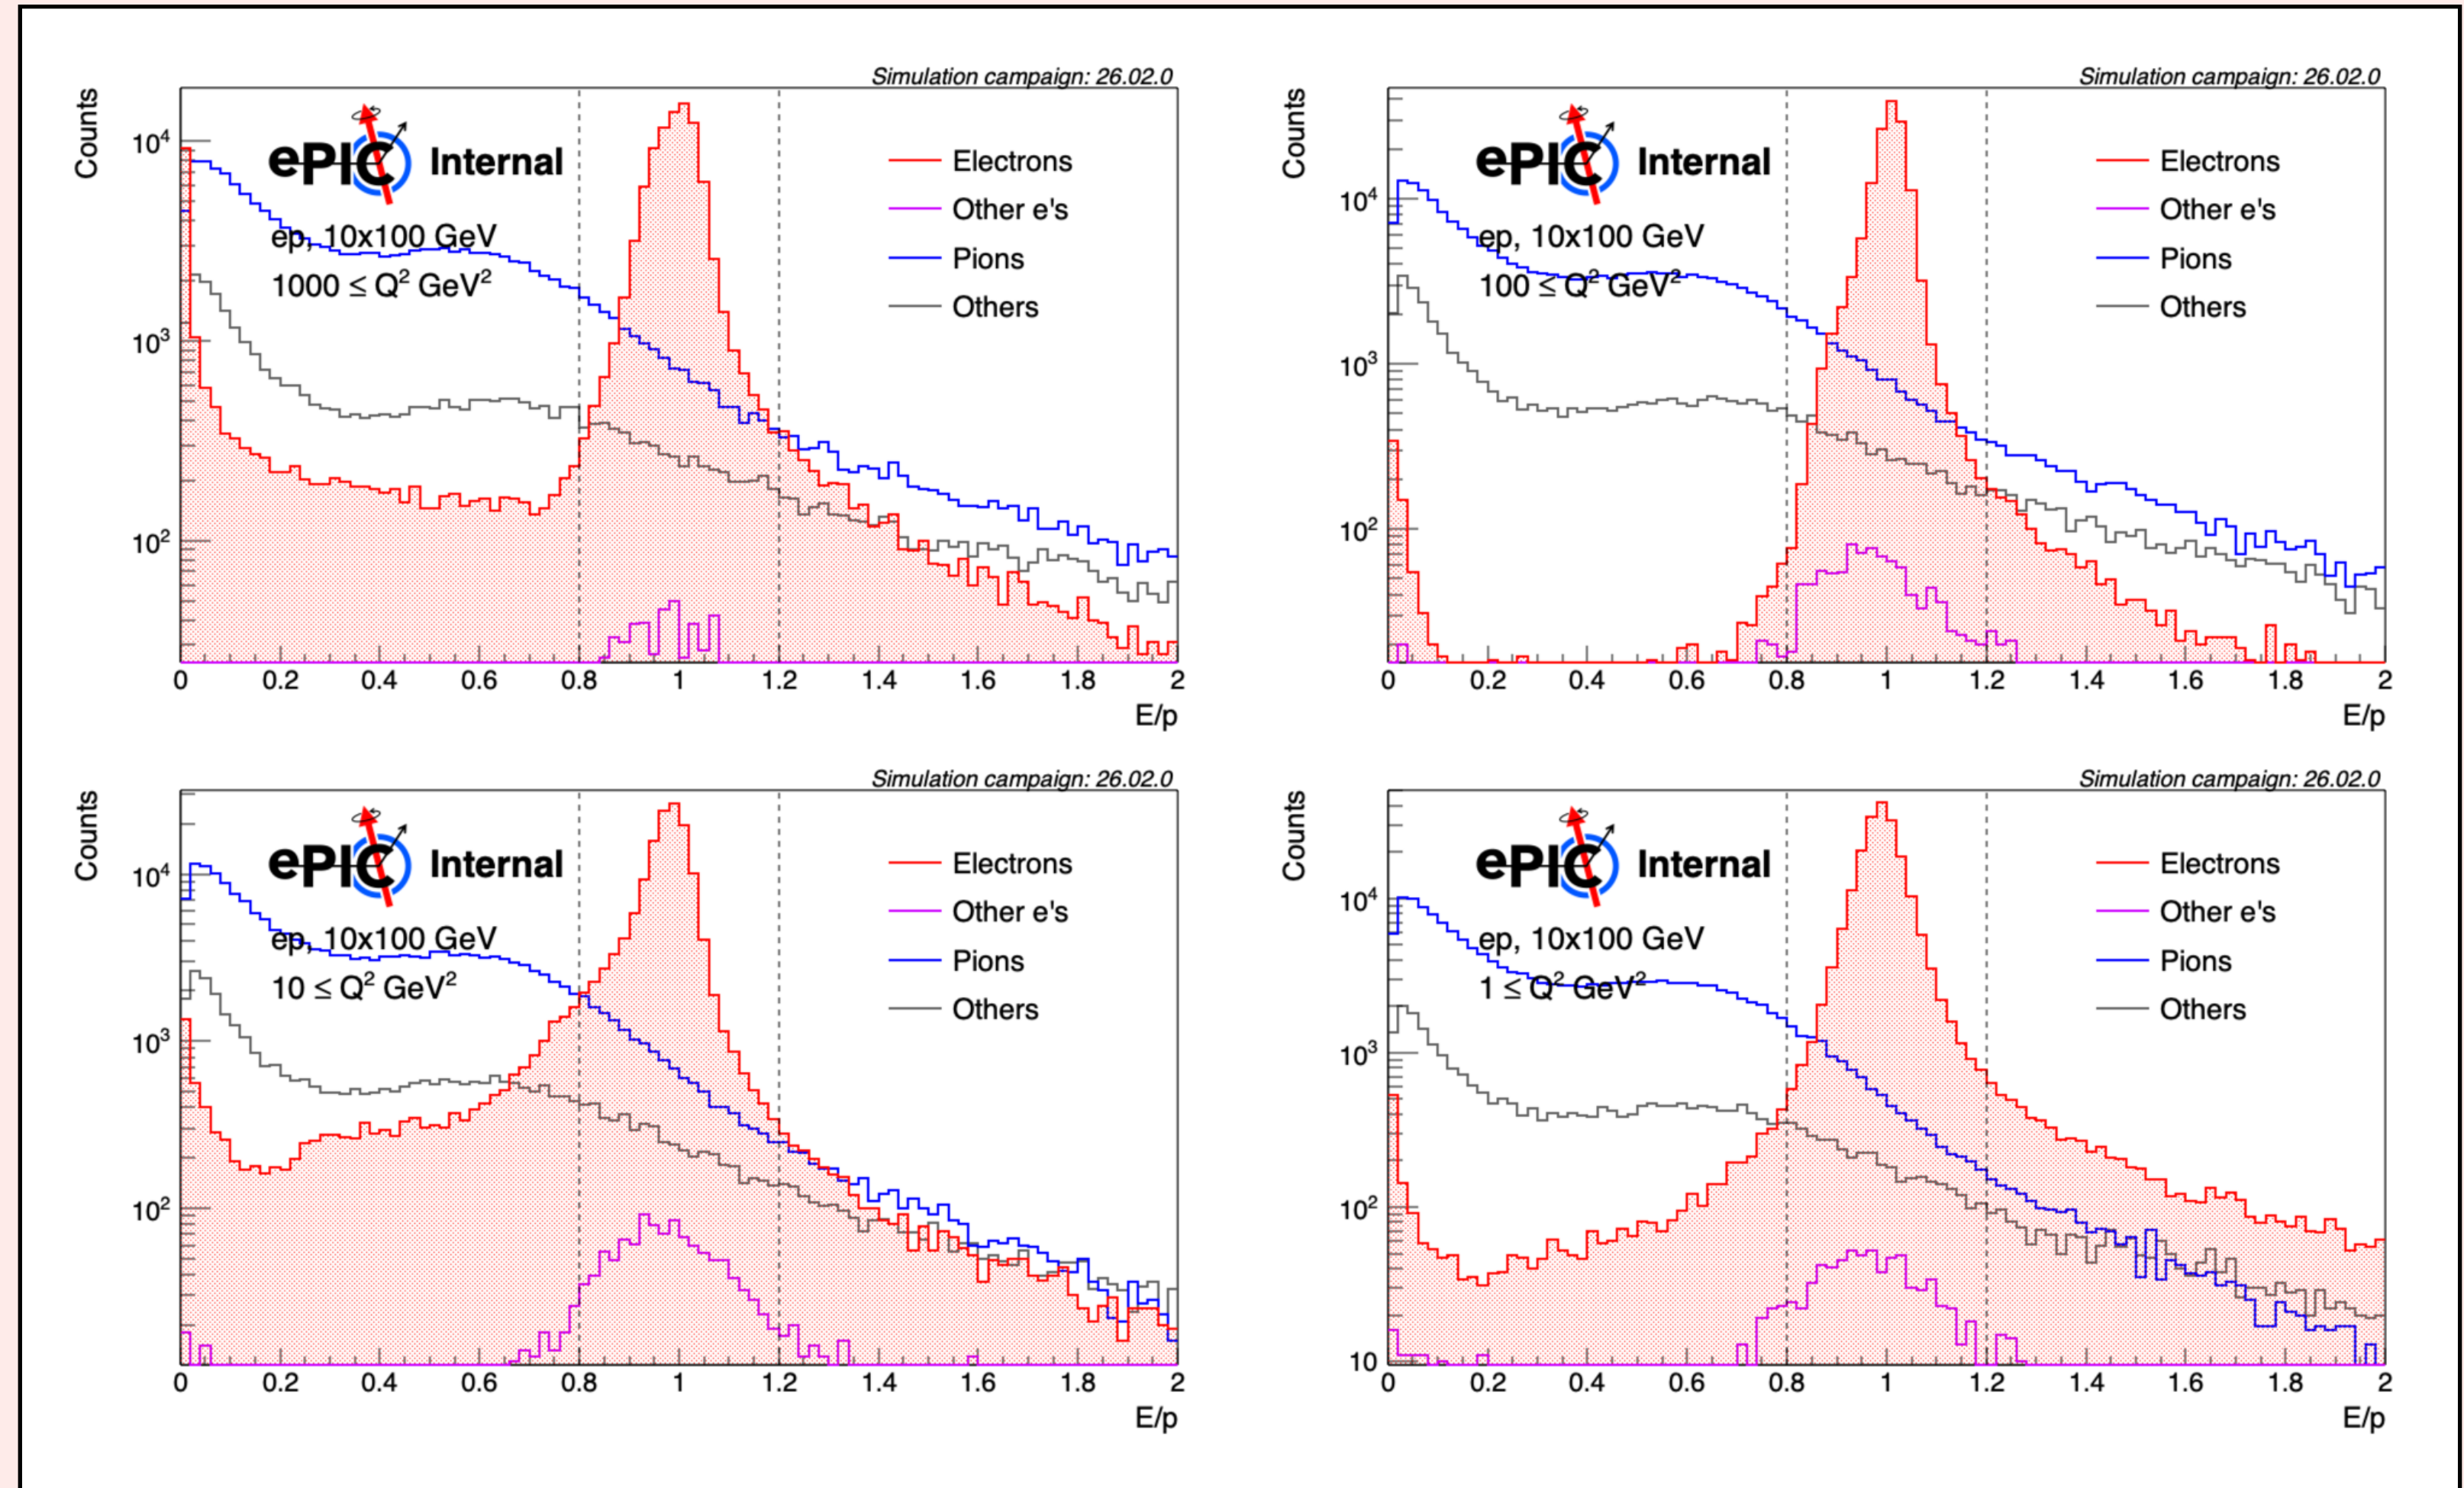 Simulation campaign: 26.02.0
Counts
ePIC Internal
ep, 10x100 GeV
1000 ≤ Q² GeV²
Electrons
Other e's
Pions
Others
10⁴
10³
10²
0 0.2 0.4 0.6 0.8 1 1.2 1.4 1.6 1.8 2
E/p
Simulation campaign: 26.02.0
Counts
ePIC Internal
ep, 10x100 GeV
100 ≤ Q² GeV²
Electrons
Other e's
Pions
Others
10⁴
10³
10²
0 0.2 0.4 0.6 0.8 1 1.2 1.4 1.6 1.8 2
E/p
Simulation campaign: 26.02.0
Counts
ePIC Internal
ep, 10x100 GeV
10 ≤ Q² GeV²
Electrons
Other e's
Pions
Others
10⁴
10³
10²
0 0.2 0.4 0.6 0.8 1 1.2 1.4 1.6 1.8 2
E/p
Simulation campaign: 26.02.0
Counts
ePIC Internal
ep, 10x100 GeV
1 ≤ Q² GeV²
Electrons
Other e's
Pions
Others
10⁴
10³
10²
10
0 0.2 0.4 0.6 0.8 1 1.2 1.4 1.6 1.8 2
E/p